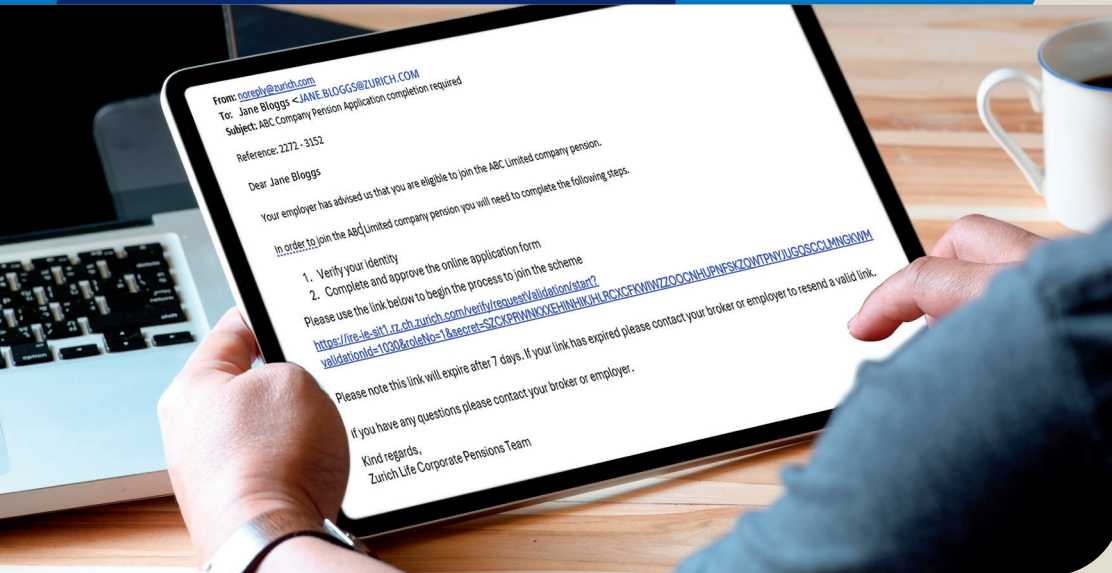 From: noreply@zurich.com
To: Jane Bloggs <JANE.BLOGGS@ZURICH.COM
Subject: ABC Company Pension Application completion required
Reference: 2272 - 3152
Dear Jane Bloggs
Your employer has advised us that you are eligible to join the ABC Limited company pension.
In order to join the ABC Limited company pension you will need to complete the following steps.
1. Verify your identity
2. Complete and approve the online application form
Please use the link below to begin the process to join the scheme
https://lre-ie-sit1.rz.ch.zurich.com/verify/requestValidation/start?
validationId=1030&roleNo=1&secret=SZCKPRWNKXXEHINHIKJHLRCXCFKWIWZZODCNHUPNFSKZOWTPNYJUGQSCCLMNGKWM
Please note this link will expire after 7 days. If your link has expired please contact your broker or employer to resend a valid link.
If you have any questions please contact your broker or employer.
Kind regards,
Zurich Life Corporate Pensions Team
option